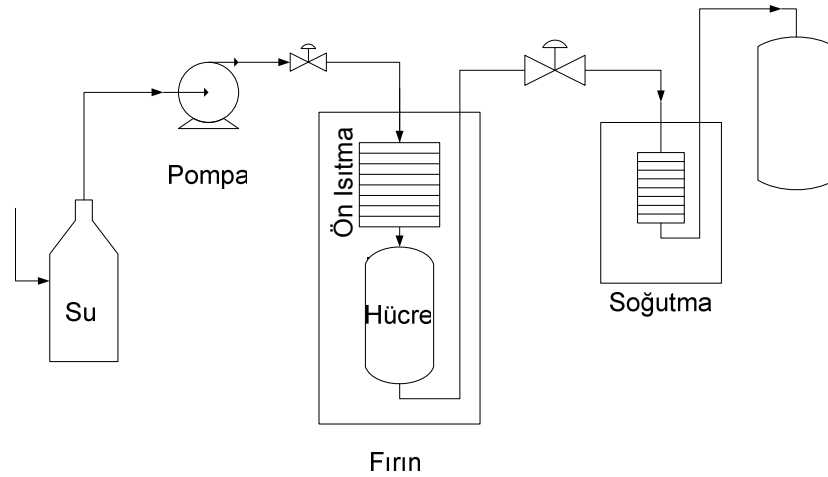 Su
Pompa
Ön Isıtma
Hücre
Fırın
Soğutma